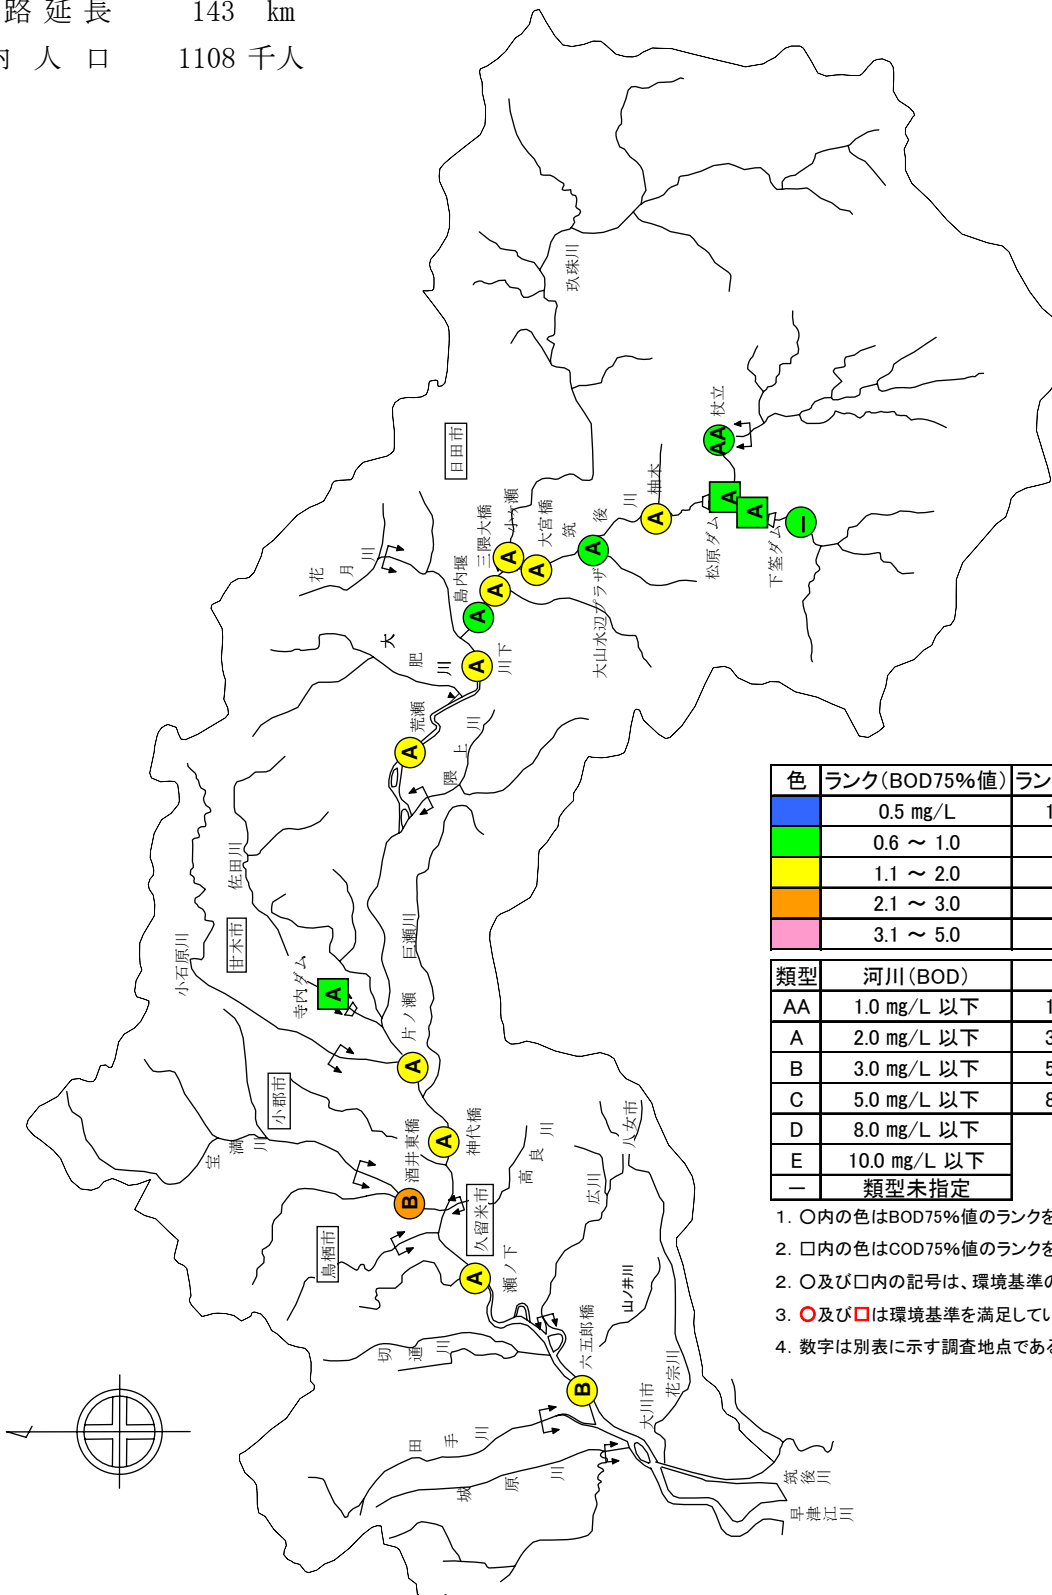 路 延 長 143 km
内 人 口 1108 千人
玖珠川
日田市
花月川
杖立
AA
柚木
A
松原ダム
A
A
下筌ダム
ー
筑後川
大山水辺プラザ
A
大宮橋
A
小ヶ瀬
A
三隈大橋
A
島内堰
A
川下
A
大肥川
荒瀬
A
隈上川
佐田川
甘木市
小石原川
寺内ダム
A
巨瀬川
片ノ瀬
A
小郡市
宝満川
神代橋
A
酒井東橋
B
高良川
久留米市
鳥栖市
瀬ノ下
A
広川
八女市
山ノ井川
切通川
六五郎橋
B
大川市
花宗川
田手川
城原川
筑後川
早津江川
色 ランク(BOD75%値) ラン
0.5 mg/L 1
0.6 ～ 1.0
1.1 ～ 2.0
2.1 ～ 3.0
3.1 ～ 5.0
類型 河川(BOD)
AA 1.0 mg/L 以下 1
A 2.0 mg/L 以下 3
B 3.0 mg/L 以下 5
C 5.0 mg/L 以下 8
D 8.0 mg/L 以下
E 10.0 mg/L 以下
ー 類型未指定
1. ○内の色はBOD75%値のランクを
2. □内の色はCOD75%値のランクを
2. ○及び□内の記号は、環境基準の
3. ○及び□は環境基準を満足してい
4. 数字は別表に示す調査地点である